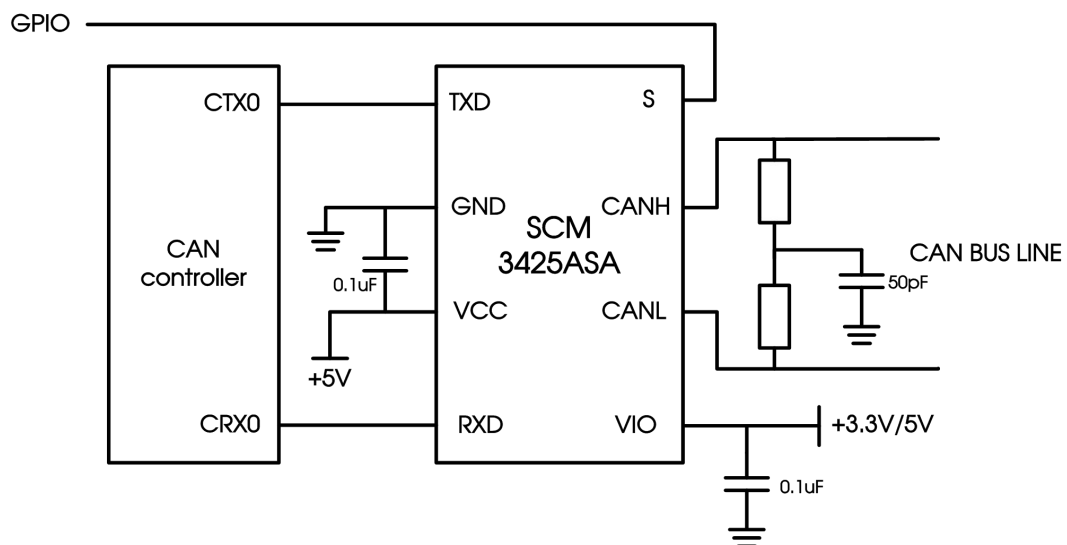 GPIO
CTX0
TXD
S
GND
CANH
SCM
3425ASA
CAN
controller
0.1uF
CAN BUS LINE
50pF
VCC
CANL
+5V
CRX0
RXD
VIO
+3.3V/5V
0.1uF